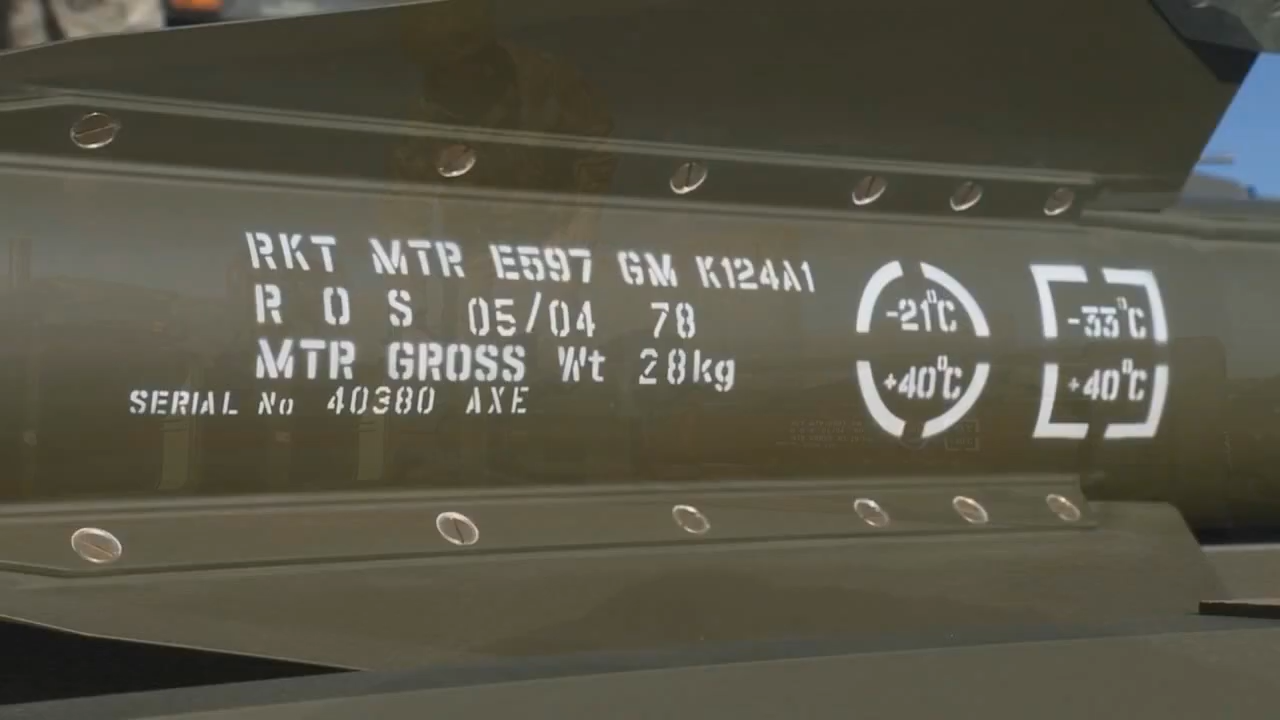 RKT MTR E597 GM K124A1
R O S 05/04 78
MTR GROSS Wt 28kg
SERIAL No 40380 AXE
-21°C
+40°C
-33°C
+40°C